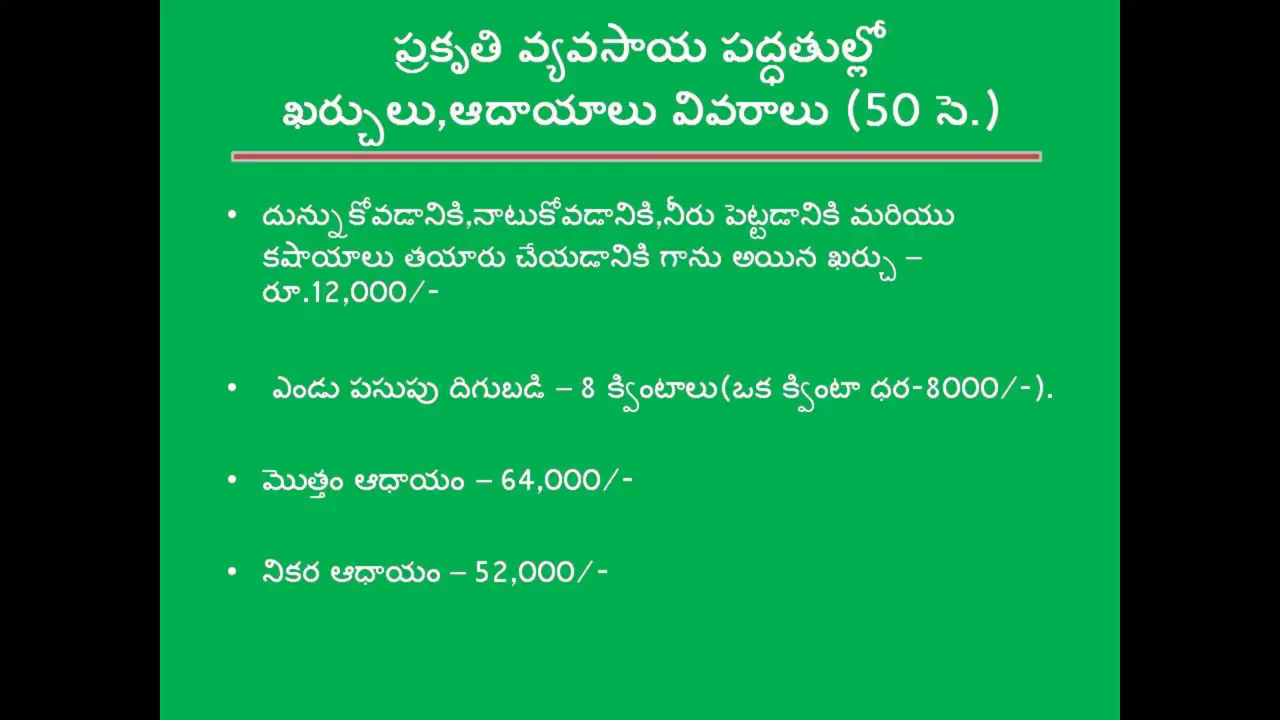 ప్రకృతి వ్యవసాయ పద్ధతుల్లో
ఖర్చులు,ఆదాయాలు వివరాలు (50 సె.)
• దున్నుకోవడానికి,నాటుకోవడానికి,నీరు పెట్టడానికి మరియు
కషాయాలు తయారు చేయడానికి గాను అయిన ఖర్చు –
రూ.12,000/-
• ఎండు పసుపు దిగుబడి – 8 క్వింటాలు(ఒక క్వింటా ధర-8000/-).
• మొత్తం ఆధాయం – 64,000/-
• నికర ఆధాయం – 52,000/-